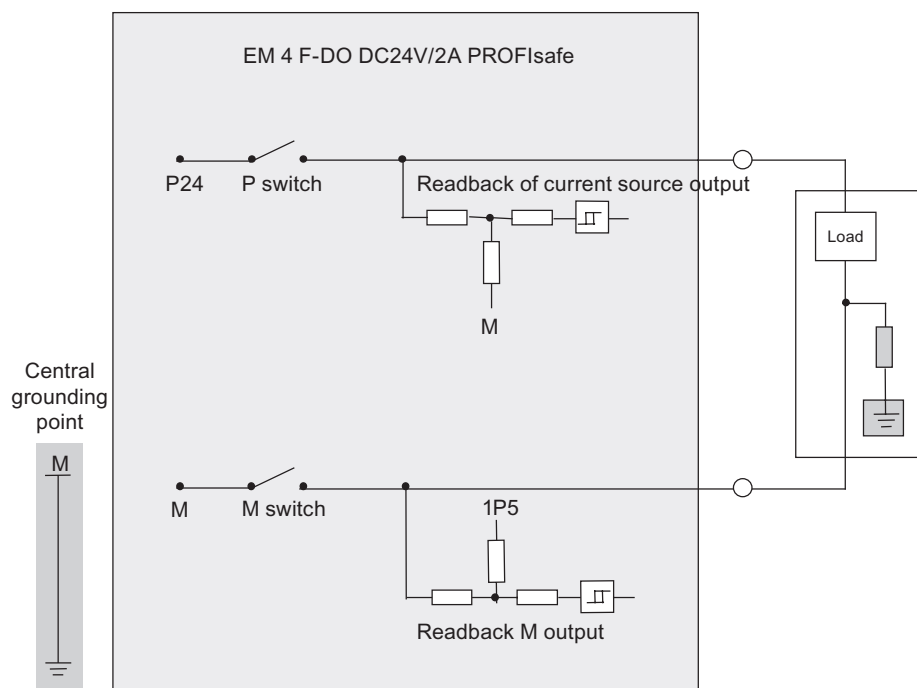 EM 4 F-DO DC24V/2A PROFIsafe
P24
P switch
Readback of current source output
Load
M
Central
grounding
point
M
M
M switch
1P5
Readback M output